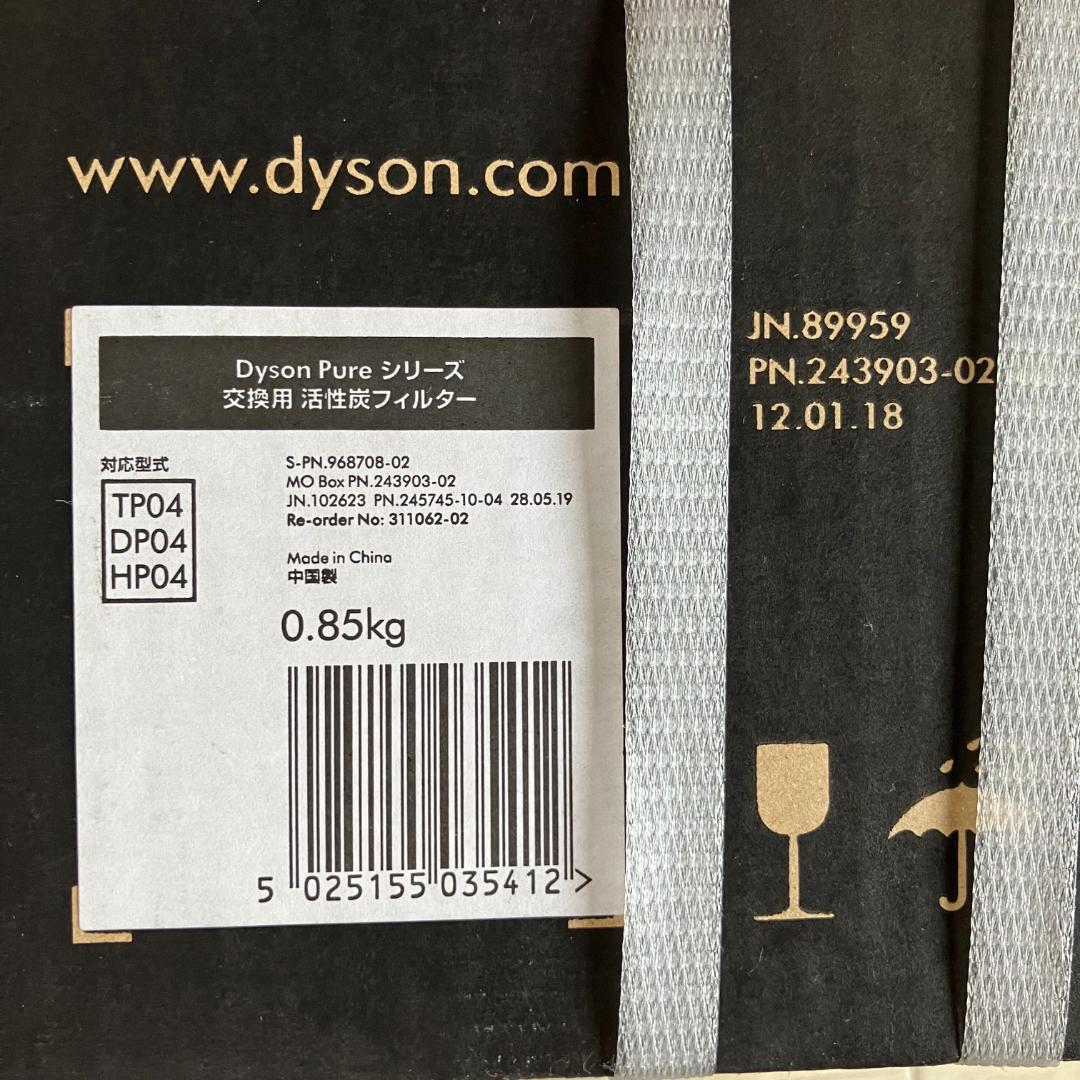 www.dyson.com
Dyson Pure シリーズ
交換用 活性炭フィルター
対応型式
TP04
DP04
HP04
S-PN.968708-02
MO Box PN.243903-02
JN.102623 PN.245745-10-04 28.05.19
Re-order No: 311062-02
Made in China
中国製
0.85kg
5 025155 035412 >
JN.89959
PN.243903-02
12.01.18